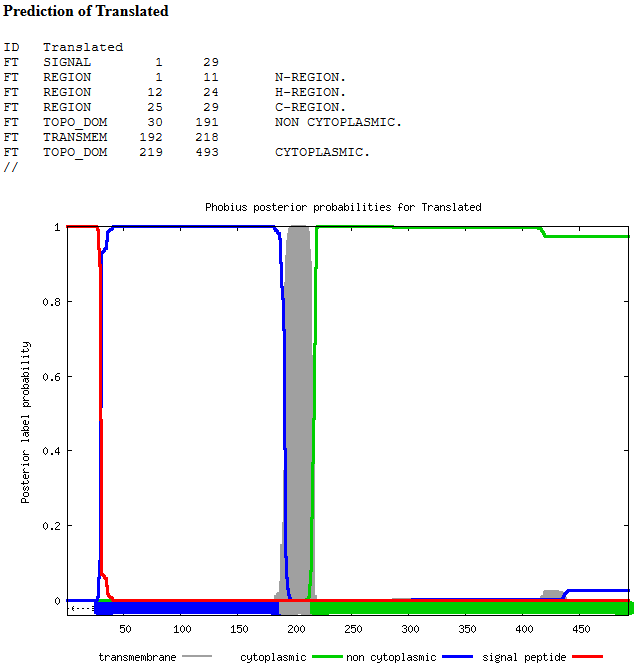 Prediction of Translated
ID Translated
FT SIGNAL 1 29
FT REGION 1 11 N-REGION.
FT REGION 12 24 H-REGION.
FT REGION 25 29 C-REGION.
FT TOPO_DOM 30 191 NON CYTOPLASMIC.
FT TRANSMEM 192 218
FT TOPO_DOM 219 493 CYTOPLASMIC.
//
Phobius posterior probabilities for Translated
1
0.8
0.6
0.4
0.2
0
Posterior label probability
50 100 150 200 250 300 350 400 450
transmembrane cytoplasmic non cytoplasmic signal peptide